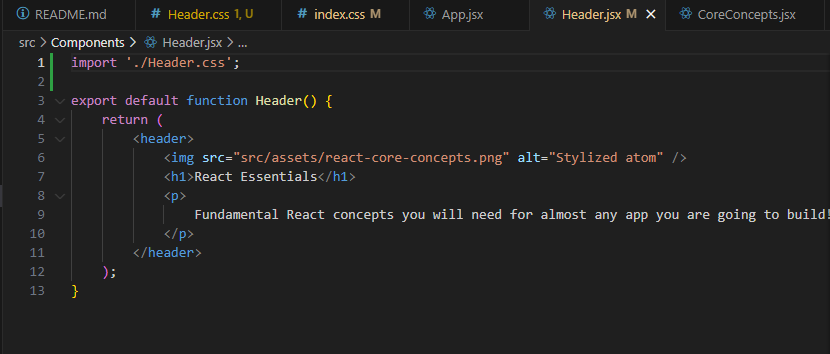 README.md # Header.css 1, U # index.css M App.jsx Header.jsx M × CoreConcepts.jsx
src > Components > Header.jsx > ...
1 import './Header.css';
2
3 export default function Header() {
4 return (
5 <header>
6 <img src="src/assets/react-core-concepts.png" alt="Stylized atom" />
7 <h1>React Essentials</h1>
8 <p>
9 Fundamental React concepts you will need for almost any app you are going to build!
10 </p>
11 </header>
12 );
13 }